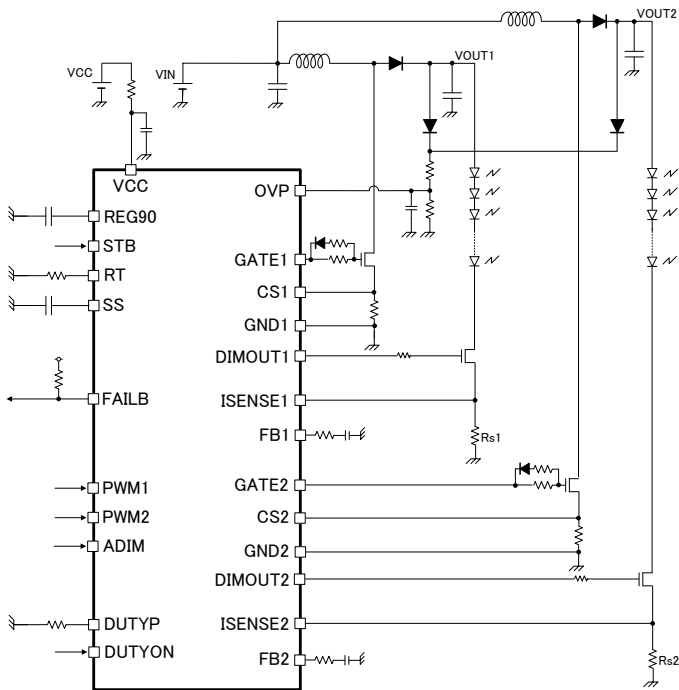 VOUT2
VOUT1
VCC
VIN
VCC
OVP
REG90
STB
GATE1
RT
CS1
SS
GND1
DIMOUT1
FAILB
ISENSE1
FB1
Rs1
PWM1
GATE2
PWM2
CS2
ADIM
GND2
DIMOUT2
DUTYP
ISENSE2
DUTYON
FB2
Rs2